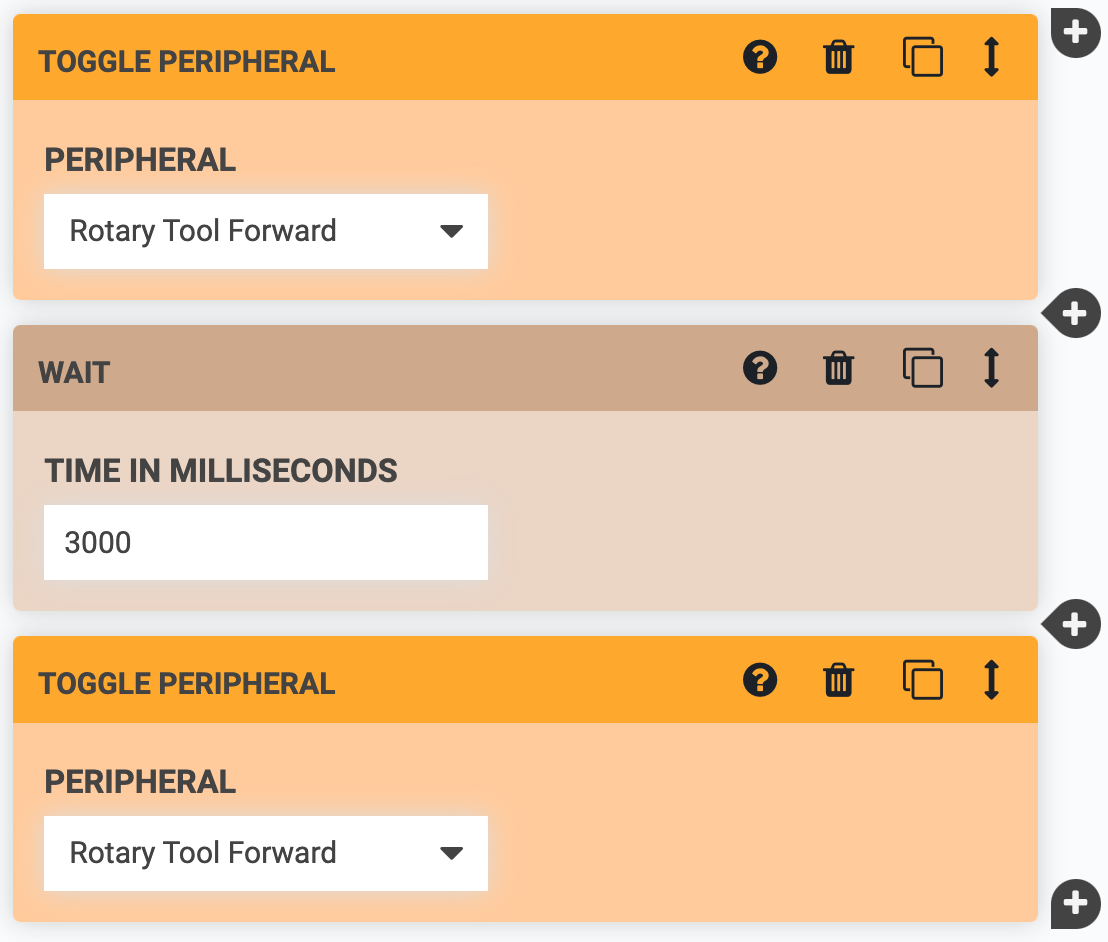 TOGGLE PERIPHERAL
PERIPHERAL
Rotary Tool Forward
WAIT
TIME IN MILLISECONDS
3000
TOGGLE PERIPHERAL
PERIPHERAL
Rotary Tool Forward